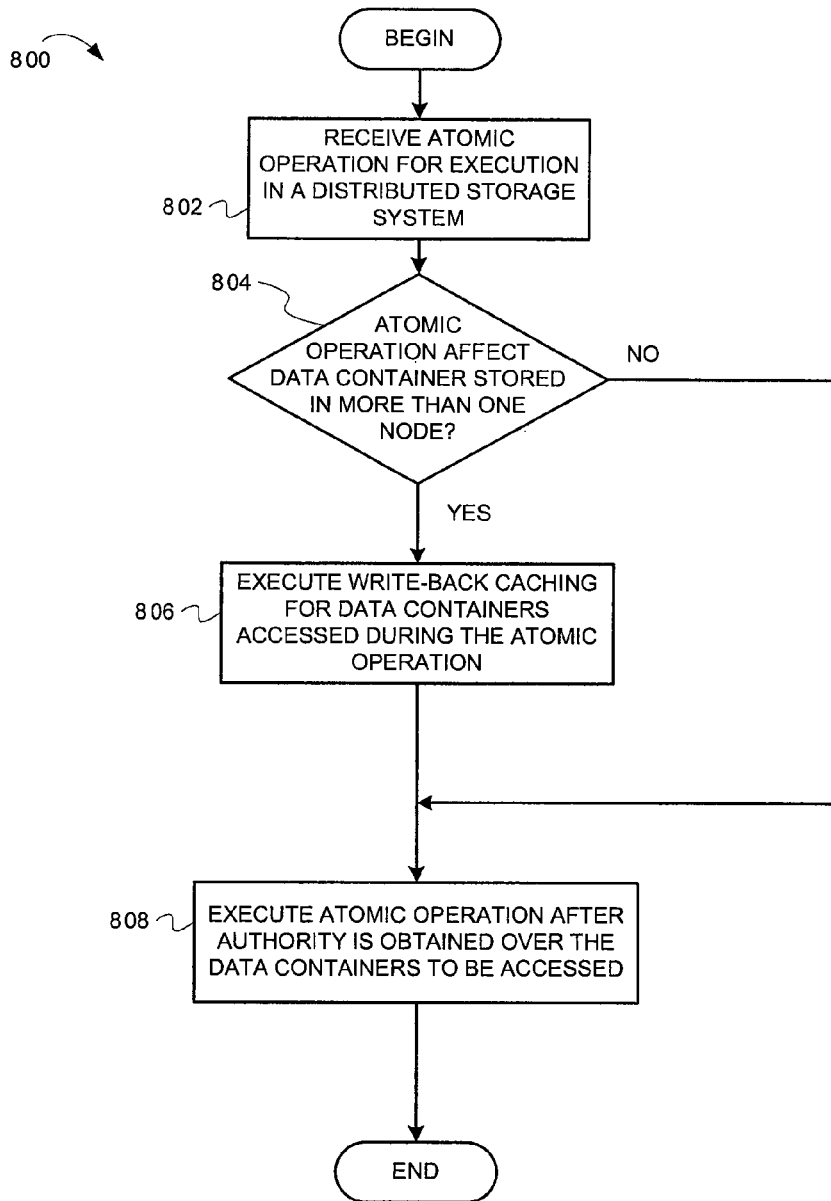 800
BEGIN
RECEIVE ATOMIC
OPERATION FOR EXECUTION
IN A DISTRIBUTED STORAGE
SYSTEM
802
804
ATOMIC
OPERATION AFFECT
DATA CONTAINER STORED
IN MORE THAN ONE
NODE?
NO
YES
EXECUTE WRITE-BACK CACHING
FOR DATA CONTAINERS
ACCESSED DURING THE ATOMIC
OPERATION
806
EXECUTE ATOMIC OPERATION AFTER
AUTHORITY IS OBTAINED OVER THE
DATA CONTAINERS TO BE ACCESSED
808
END